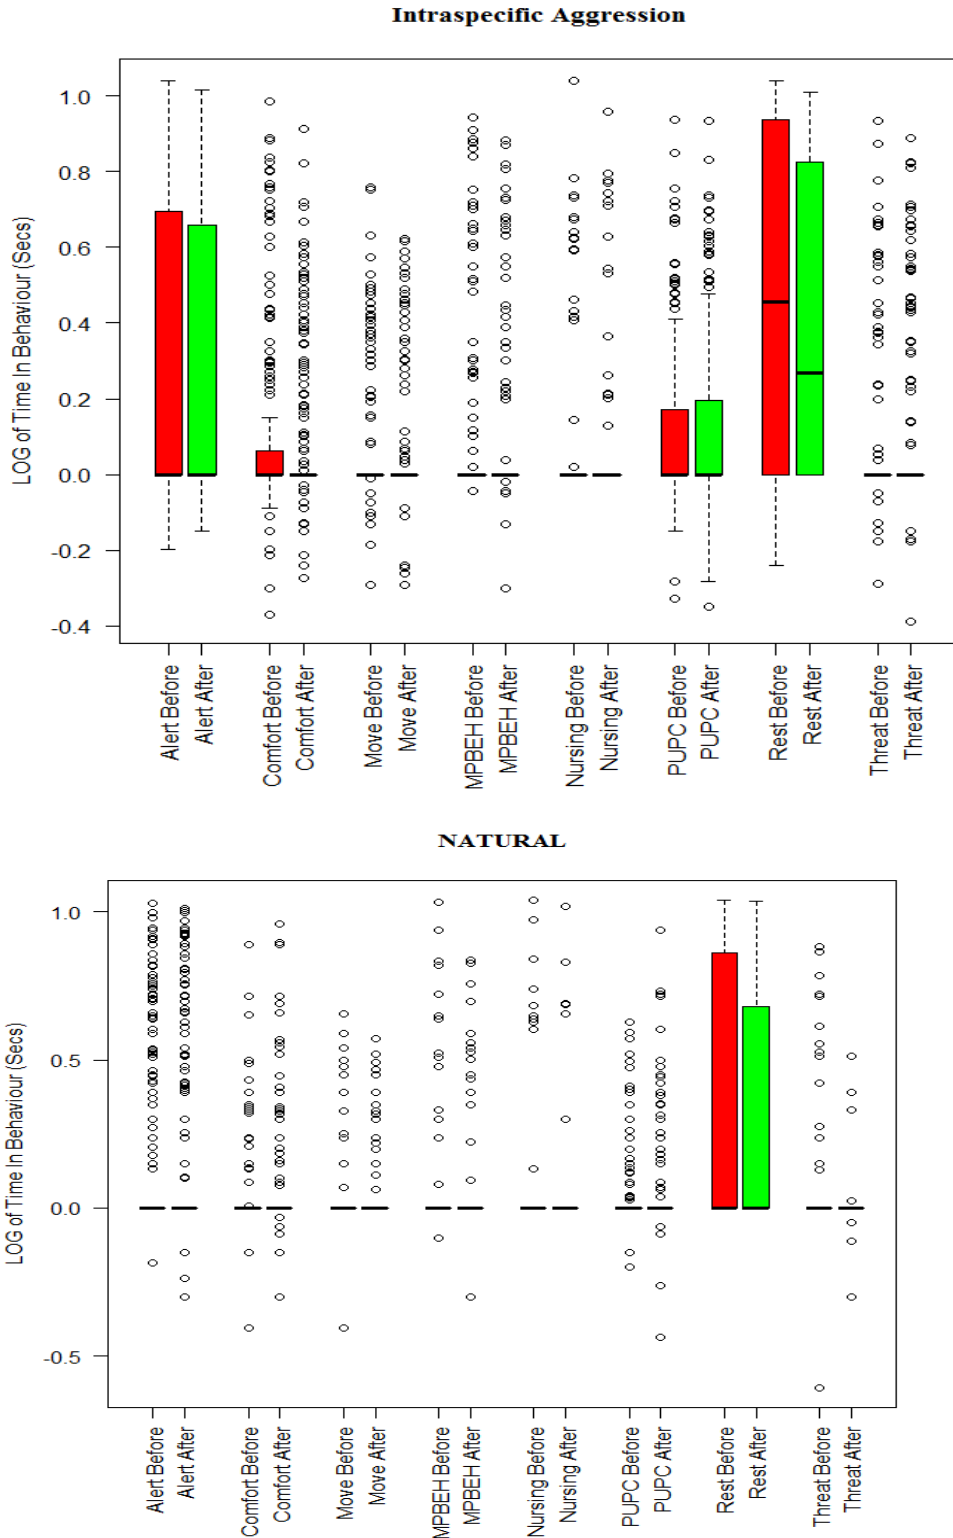 Intraspecific Aggression
LOG of Time In Behaviour (Secs)
1.0
0.8
0.6
0.4
0.2
0.0
-0.2
-0.4
Alert Before
Alert After
Comfort Before
Comfort After
Move Before
Move After
MPBEH Before
MPBEH After
Nursing Before
Nursing After
PUPC Before
PUPC After
Rest Before
Rest After
Threat Before
Threat After
NATURAL
LOG of Time In Behaviour (Secs)
1.0
0.5
0.0
-0.5
Alert Before
Alert After
Comfort Before
Comfort After
Move Before
Move After
MPBEH Before
MPBEH After
Nursing Before
Nursing After
PUPC Before
PUPC After
Rest Before
Rest After
Threat Before
Threat After